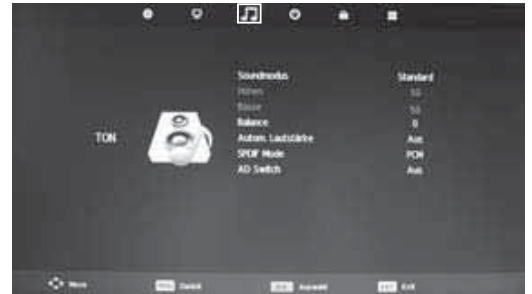 Soundmodus Standard
Höhen 50
Bässe 50
Balance 0
TON
Autom. Lautstärke Aus
SPDIF Mode PCM
AD Switch Aus
Move Zurück Auswahl EXIT Exit